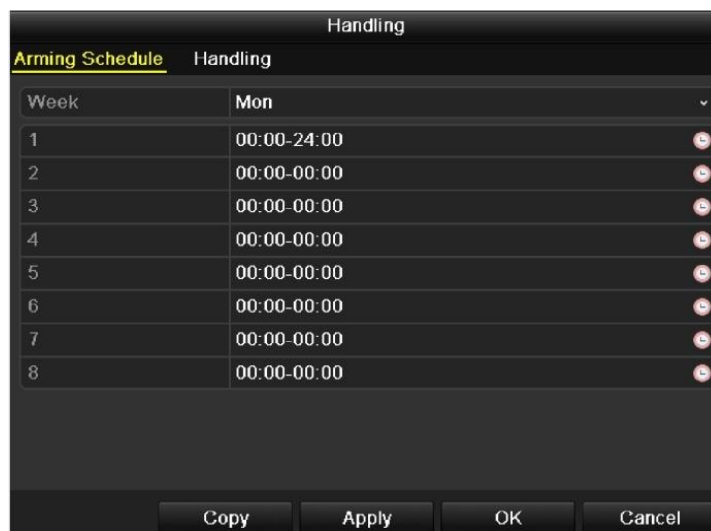 Handling
Arming Schedule Handling
Week Mon
1 00:00-24:00
2 00:00-00:00
3 00:00-00:00
4 00:00-00:00
5 00:00-00:00
6 00:00-00:00
7 00:00-00:00
8 00:00-00:00
Copy Apply OK Cancel